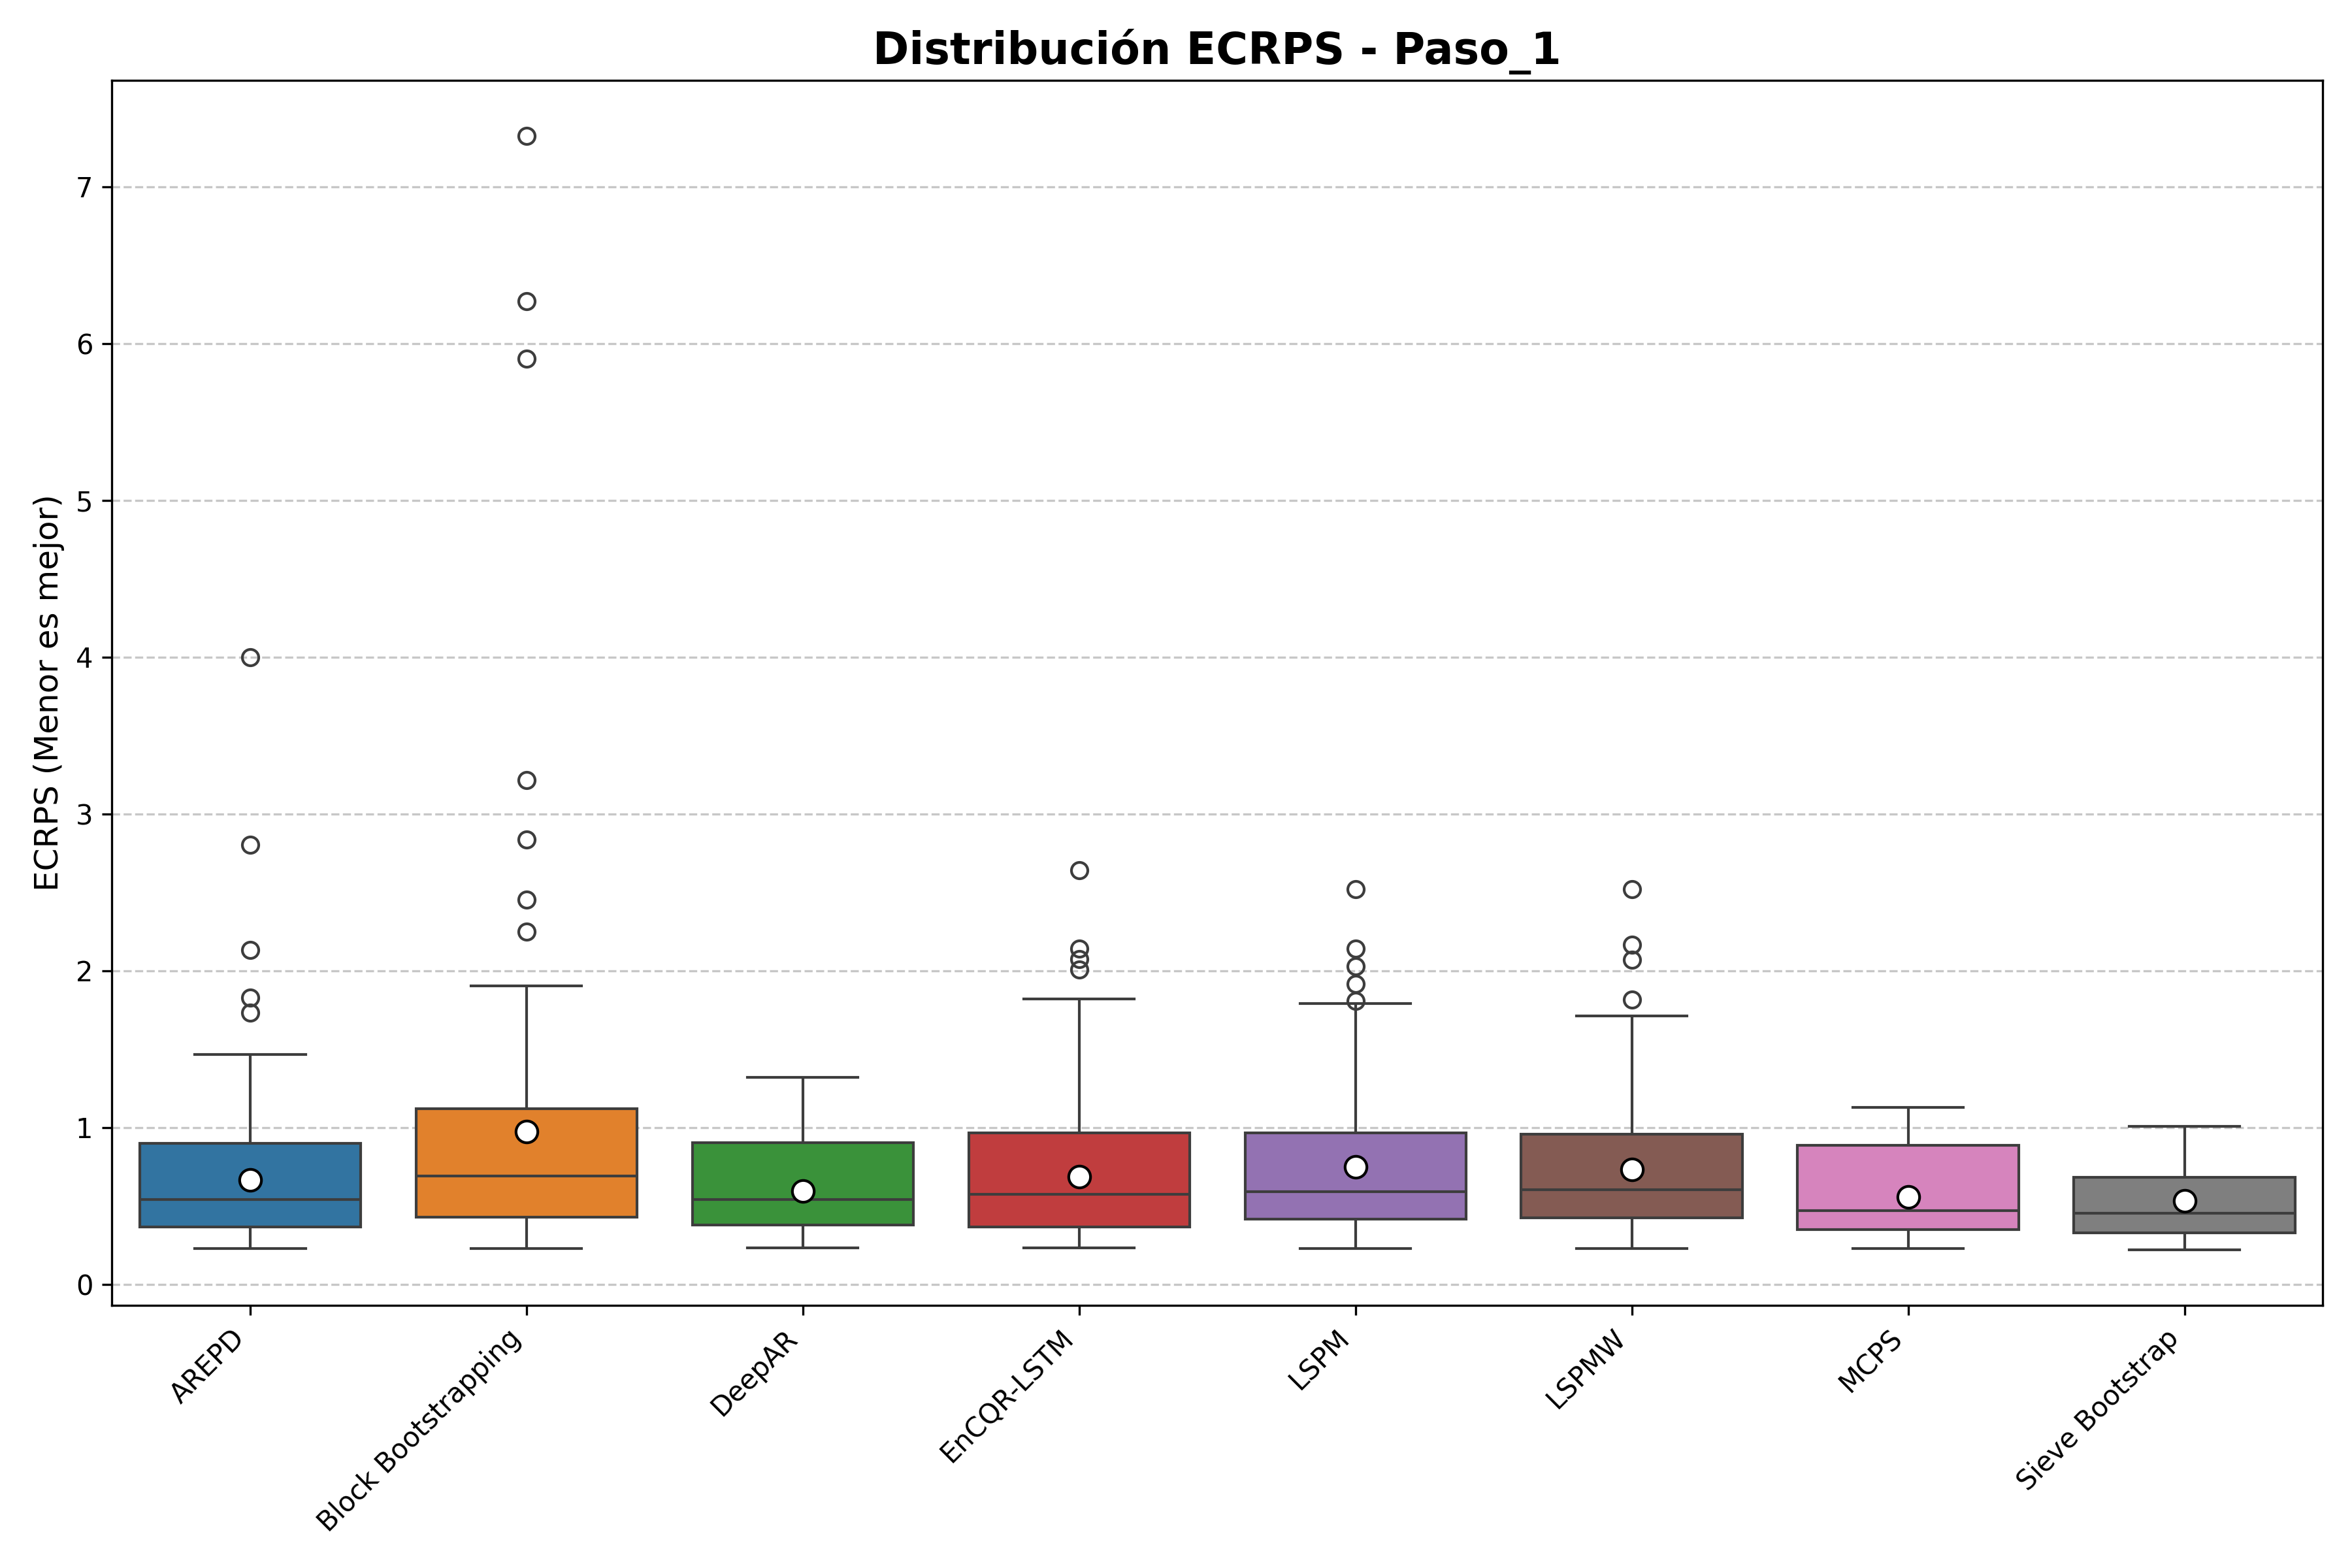 Distribución ECRPS - Paso_1
ECRPS (Menor es mejor)
7
6
5
4
3
2
1
0
AREPD
Block Bootstrapping
DeepAR
EnCQR-LSTM
LSPM
LSPMW
MCPS
Sieve Bootstrap